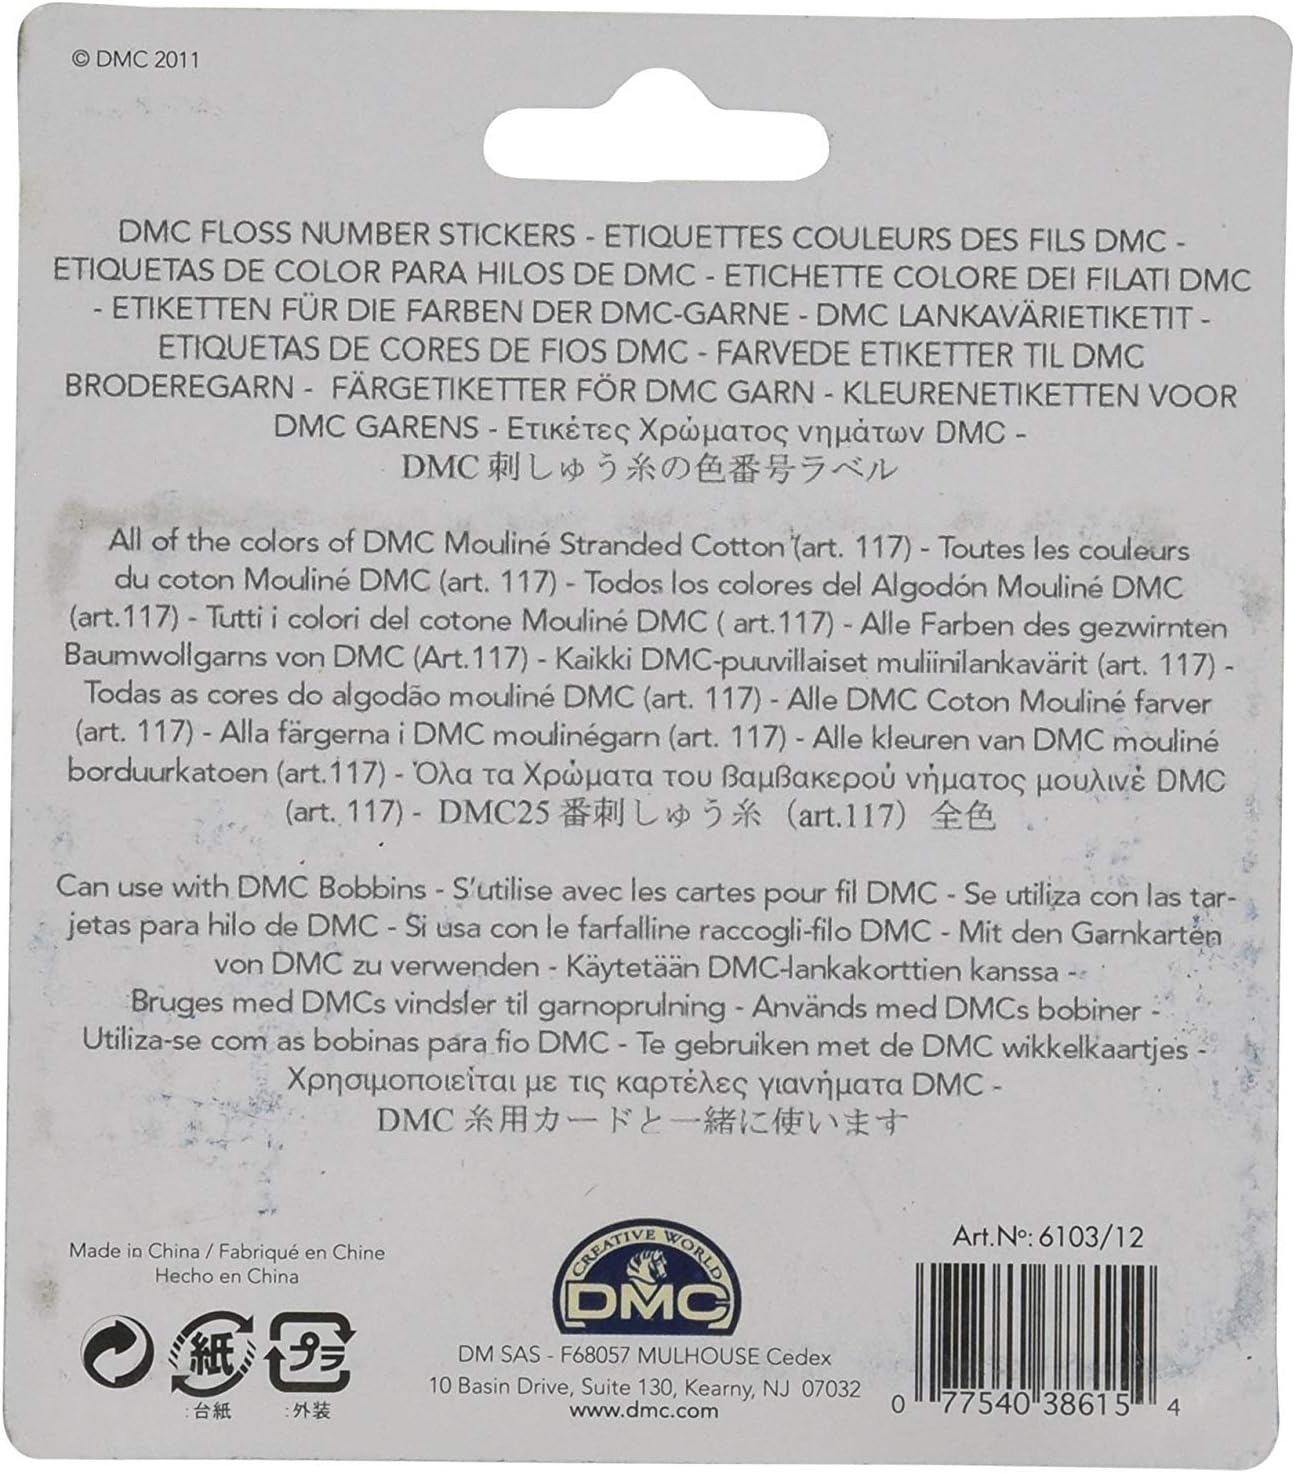 © DMC 2011
DMC FLOSS NUMBER STICKERS - ETIQUETTES COULEURS DES FILS DMC -
ETIQUETAS DE COLOR PARA HILOS DE DMC - ETICHETTE COLORE DEI FILATI DMC
- ETIKETTEN FÜR DIE FARBEN DER DMC-GARNE - DMC LANKAVÄRIETIKETIT -
ETIQUETAS DE CORES DE FIOS DMC - FARVEDE ETIKETTER TIL DMC
BRODEREGARN - FÄRGETIKETTER FÖR DMC GARN - KLEURENETIKETTEN VOOR
DMC GARENS - Ετικέτες Χρώματος νημάτων DMC -
DMC 刺しゅう糸の色番号ラベル
All of the colors of DMC Mouliné Stranded Cotton (art. 117) - Toutes les couleurs
du coton Mouliné DMC (art. 117) - Todos los colores del Algodón Mouliné DMC
(art.117) - Tutti i colori del cotone Mouliné DMC ( art.117) - Alle Farben des gezwirnten
Baumwollgarns von DMC (Art.117) - Kaikki DMC-puuvillaiset muliinilankavärit (art. 117) -
Todas as cores do algodão mouliné DMC (art. 117) - Alle DMC Coton Mouliné farver
(art. 117) - Alla färgerna i DMC moulinégarn (art. 117) - Alle kleuren van DMC mouliné
borduurkatoen (art.117) - Όλα τα Χρώματα του βαμβακερού νήματος μουλινέ DMC
(art. 117) - DMC25 番刺しゅう糸（art.117）全色
Can use with DMC Bobbins - S'utilise avec les cartes pour fil DMC - Se utiliza con las tar-
jetas para hilo de DMC - Si usa con le farfalline raccogli-filo DMC - Mit den Garnkarten
von DMC zu verwenden - Käytetään DMC-lankakorttien kanssa -
Bruges med DMCs vindsler til garnoprulning - Används med DMCs bobiner -
Utiliza-se com as bobinas para fio DMC - Te gebruiken met de DMC wikkelkaartjes -
Χρησιμοποιείται με τις καρτέλες γιανήματα DMC -
DMC 糸用カードと一緒に使います
Made in China / Fabriqué en Chine
Hecho en China
紙
プラ
:台紙
:外装
CREATIVE WORLD
DMC
DM SAS - F68057 MULHOUSE Cedex
10 Basin Drive, Suite 130, Kearny, NJ 07032
www.dmc.com
Art.Nº: 6103/12
0 77540 38615 4